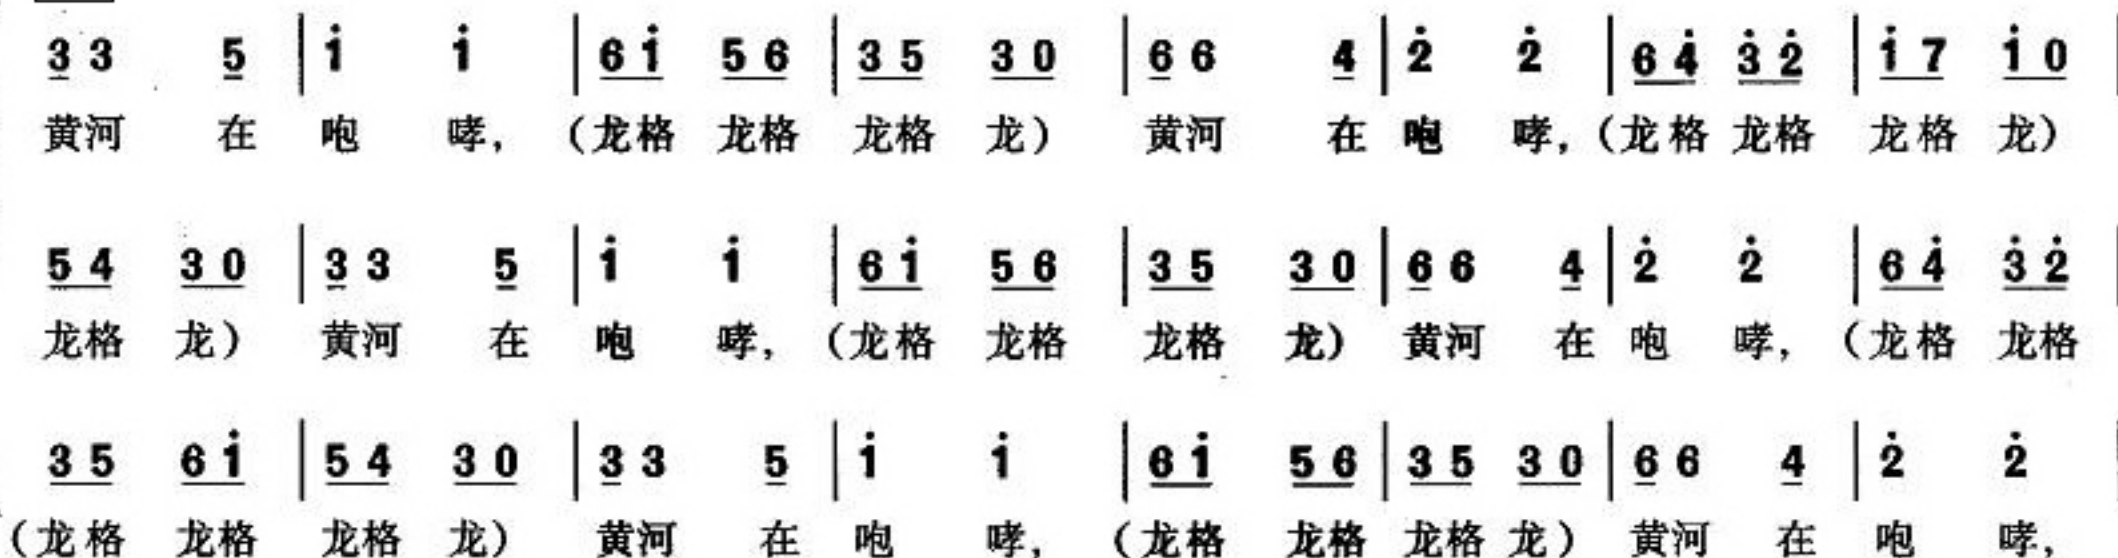 3 3 5 | i i | 6 i 5 6 | 3 5 3 0 | 6 6 4 | 2̇ 2̇ | 6 4̇ 3̇ 2̇ | i 7 i 0 |
黄河 在 咆 哮, (龙格 龙格 龙格 龙) 黄河 在 咆 哮, (龙格 龙格 龙格 龙)
5 4 3 0 | 3 3 5 | i i | 6 i 5 6 | 3 5 3 0 | 6 6 4 | 2̇ 2̇ | 6 4̇ 3̇ 2̇ |
龙格 龙) 黄河 在 咆 哮, (龙格 龙格 龙格 龙) 黄河 在 咆 哮, (龙格 龙格
3 5 6 i | 5 4 3 0 | 3 3 5 | i i | 6 i 5 6 | 3 5 3 0 | 6 6 4 | 2̇ 2̇
(龙格 龙格 龙格 龙) 黄河 在 咆 哮, (龙格 龙格 龙格 龙) 黄河 在 咆 哮,